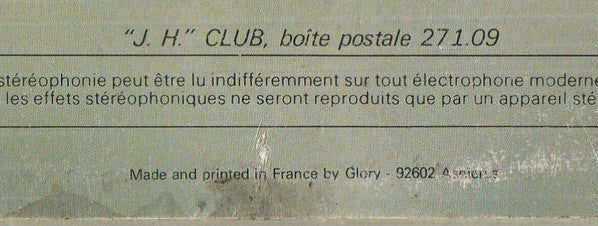 "J. H." CLUB, boîte postale 271.09
stéréophonie peut être lu indifféremment sur tout électrophone moderne
les effets stéréophoniques ne seront reproduits que par un appareil sté
Made and printed in France by Glory - 92602 Asnières